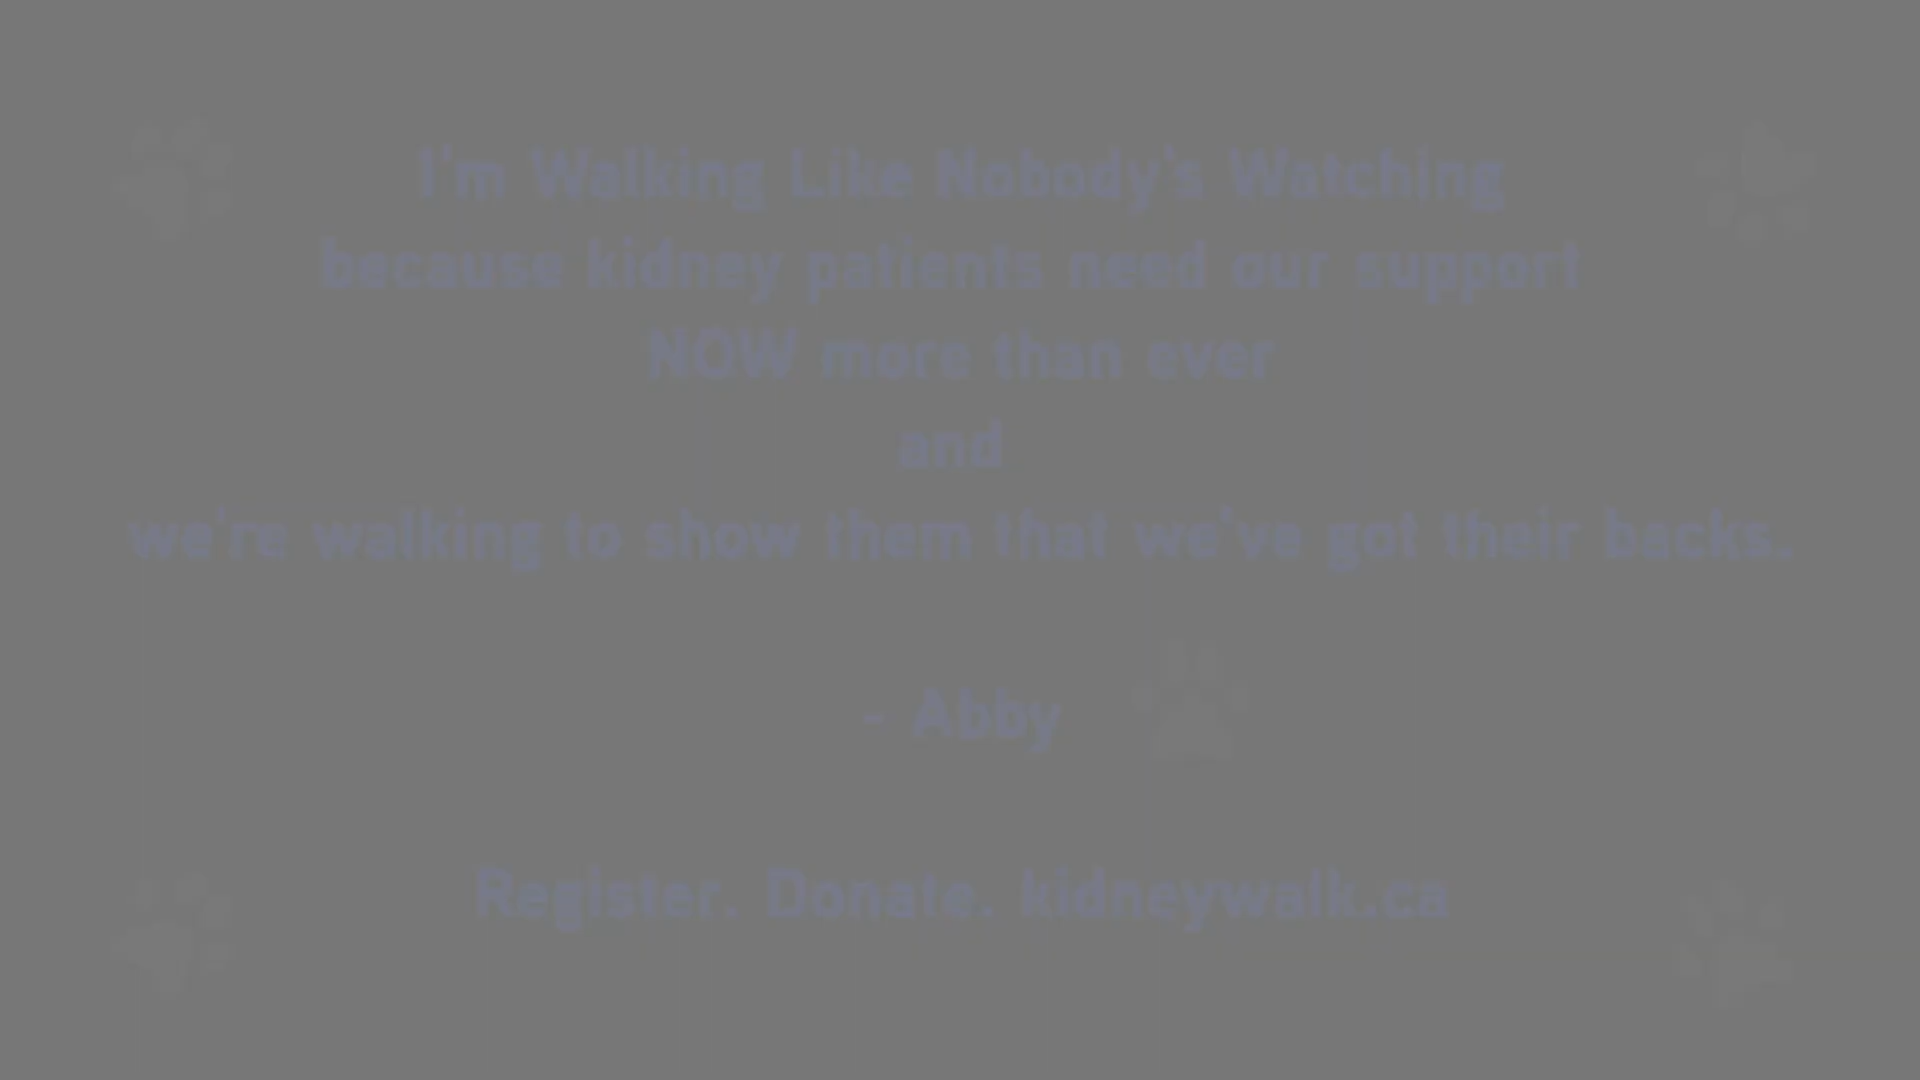 I'm Walking Like Nobody's Watching
because kidney patients need our support
NOW more than ever
and
we're walking to show them that we've got their backs.
- Abby
Register. Donate. kidneywalk.ca